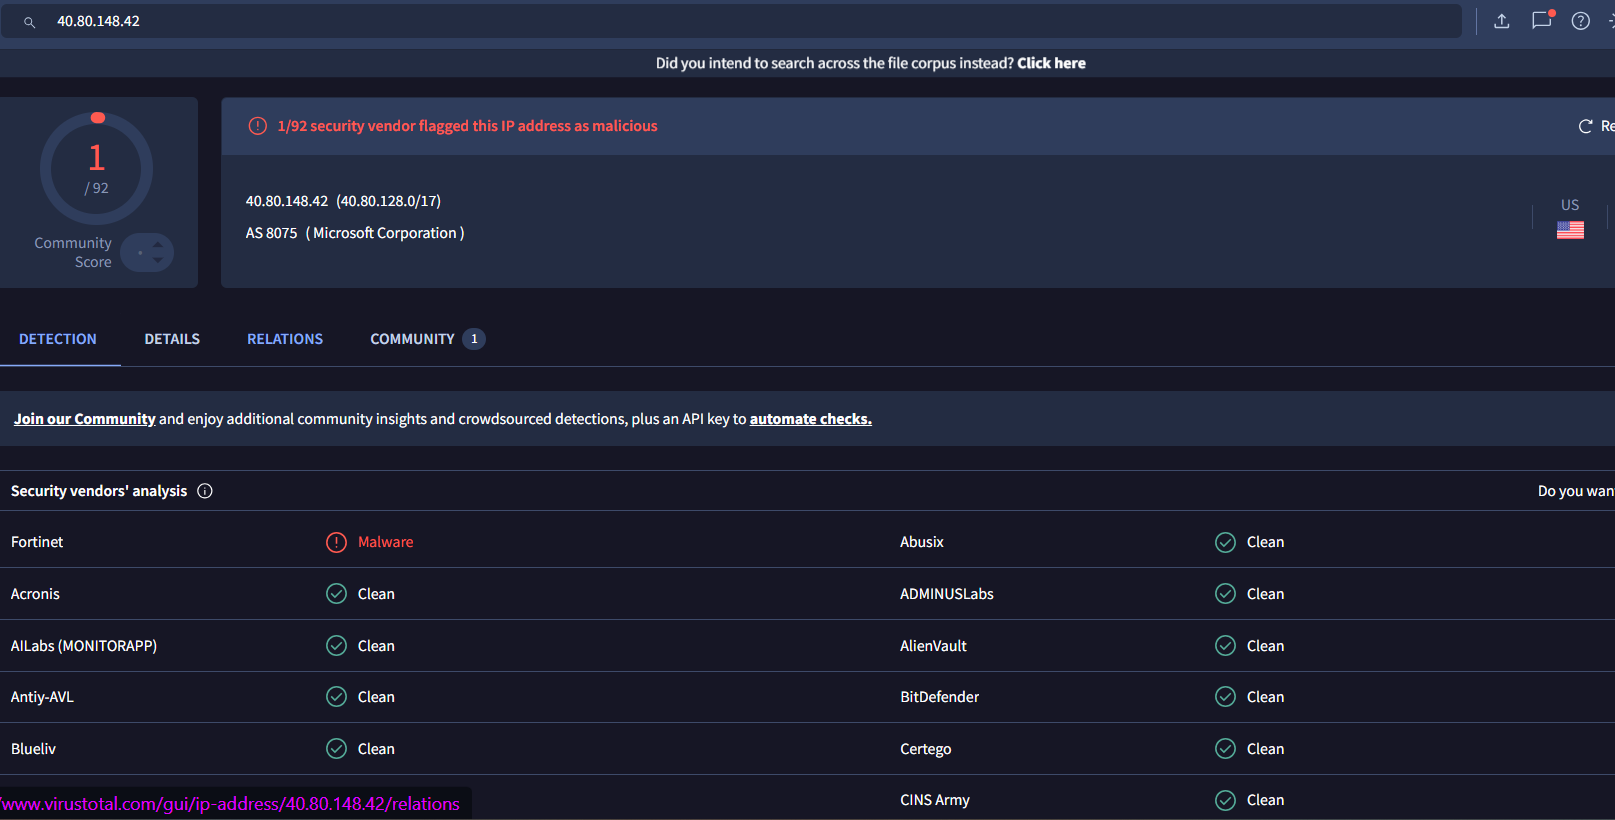 40.80.148.42
Did you intend to search across the file corpus instead? Click here
1
/ 92
Community
Score
1/92 security vendor flagged this IP address as malicious
Re
40.80.148.42 (40.80.128.0/17)
AS 8075 ( Microsoft Corporation )
US
DETECTION DETAILS RELATIONS COMMUNITY 1
Join our Community and enjoy additional community insights and crowdsourced detections, plus an API key to automate checks.
Security vendors' analysis Do you wan
Fortinet Malware Abusix Clean
Acronis Clean ADMINUSLabs Clean
AILabs (MONITORAPP) Clean AlienVault Clean
Antiy-AVL Clean BitDefender Clean
Blueliv Clean Certego Clean
/www.virustotal.com/gui/ip-address/40.80.148.42/relations CINS Army Clean